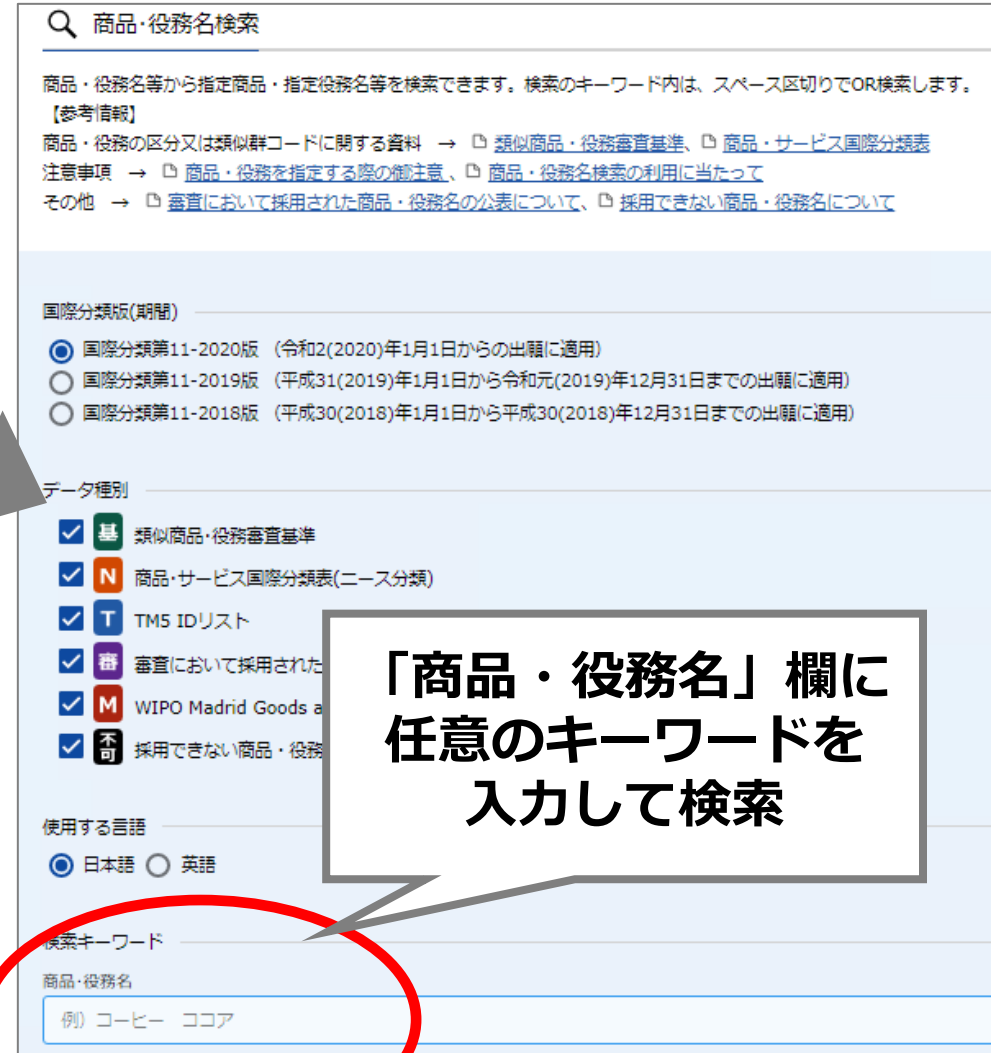 商品・役務名検索
商品・役務名等から指定商品・指定役務名等を検索できます。検索のキーワード内は、スペース区切りでOR検索します。
【参考情報】
商品・役務の区分又は類似群コードに関する資料 → 類似商品・役務審査基準、 商品・サービス国際分類表
注意事項 → 商品・役務を指定する際の御注意 、 商品・役務名検索の利用に当たって
その他 → 審査において採用された商品・役務名の公表について、 採用できない商品・役務名について
国際分類版(期間)
国際分類第11-2020版 （令和2(2020)年1月1日からの出願に適用）
国際分類第11-2019版 （平成31(2019)年1月1日から令和元(2019)年12月31日までの出願に適用）
国際分類第11-2018版 （平成30(2018)年1月1日から平成30(2018)年12月31日までの出願に適用）
データ種別
基 類似商品・役務審査基準
N 商品・サービス国際分類表(ニース分類)
T TM5 IDリスト
審 審査において採用された
M WIPO Madrid Goods a
不可 採用できない商品・役務
「商品・役務名」欄に
任意のキーワードを
入力して検索
使用する言語
日本語 英語
検索キーワード
商品・役務名
例）コーヒー ココア